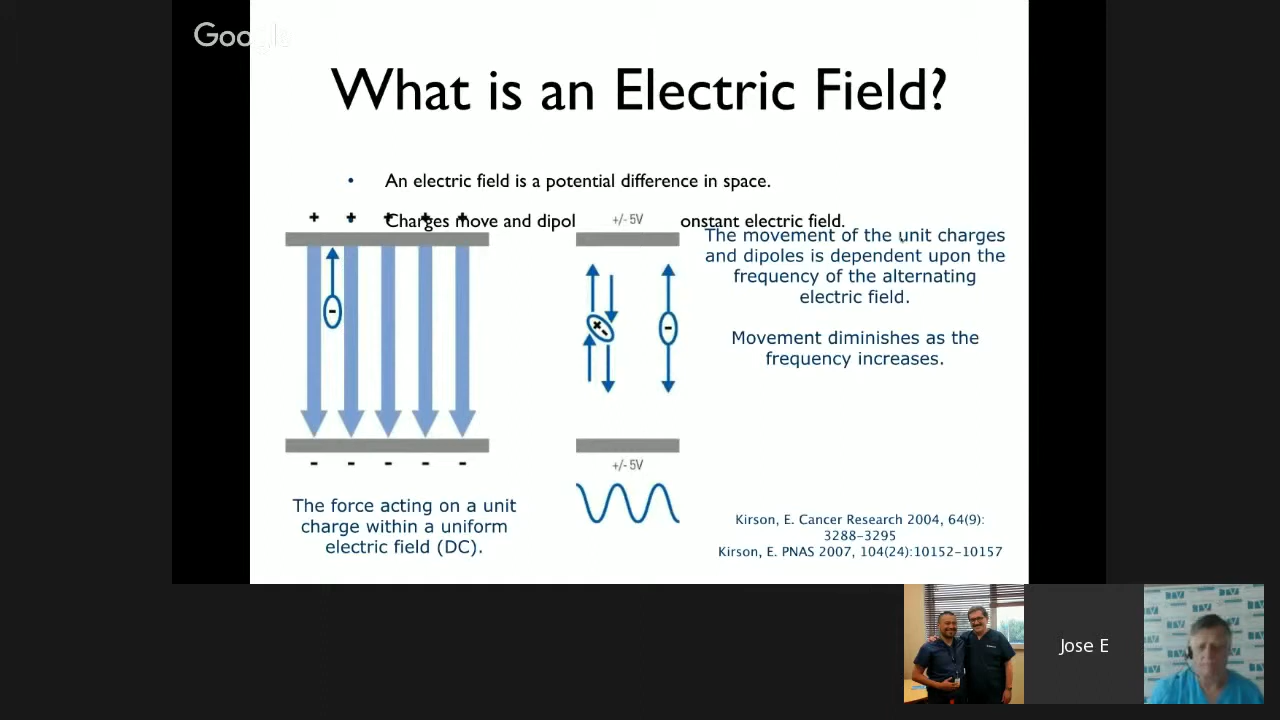 Google
What is an Electric Field?
• An electric field is a potential difference in space.
• Charges move and dipol onstant electric field.
+ + + + +
+/- 5V
The movement of the unit charges
and dipoles is dependent upon the
frequency of the alternating
electric field.
Movement diminishes as the
frequency increases.
-
+ -
-
- - - - -
+/- 5V
The force acting on a unit
charge within a uniform
electric field (DC).
Kirson, E. Cancer Research 2004, 64(9):
3288-3295
Kirson, E. PNAS 2007, 104(24):10152-10157
Jose E